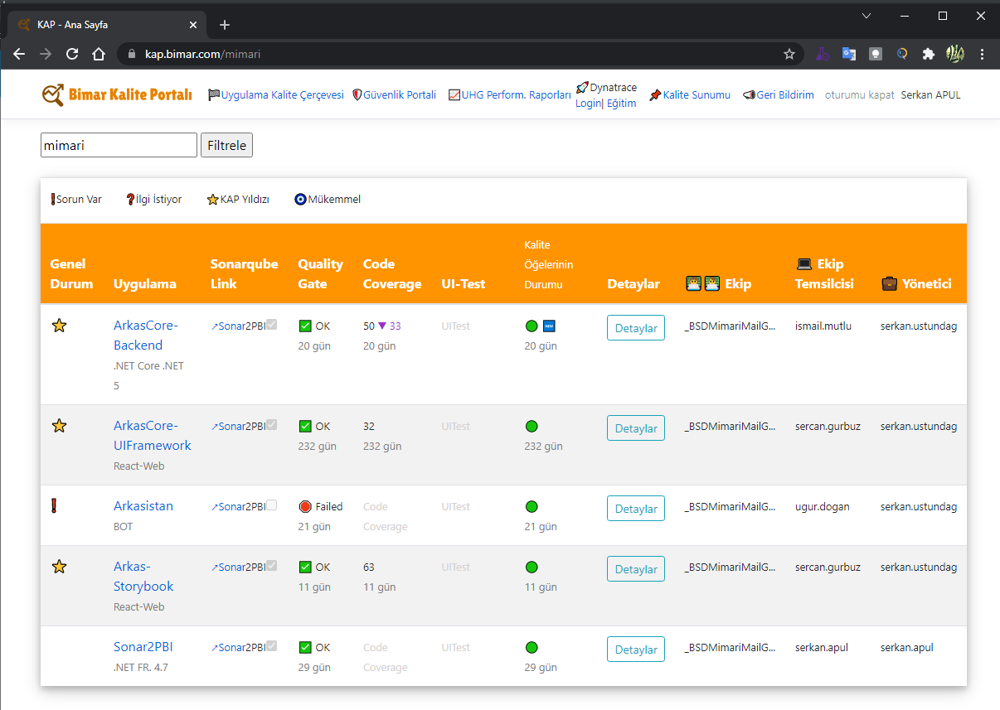 KAP - Ana Sayfa
kap.bimar.com/mimari
Bimar Kalite Portalı
Uygulama Kalite Çerçevesi
Güvenlik Portali
UHG Perform. Raporları
Dynatrace
Login| Eğitim
Kalite Sunumu
Geri Bildirim
oturumu kapat
Serkan APUL
mimari
Filtrele
Sorun Var
İlgi İstiyor
KAP Yıldızı
Mükemmel
Genel
Durum
Uygulama
Sonarqube
Link
Quality
Gate
Code
Coverage
UI-Test
Kalite
Öğelerinin
Durumu
Detaylar
Ekip
Ekip
Temsilcisi
Yönetici
ArkasCore-
Backend
.NET Core .NET
5
Sonar2PBI
OK
20 gün
50 ▼ 33
20 gün
UITest
NEW
20 gün
Detaylar
_BSDMimariMailG...
ismail.mutlu
serkan.ustundag
ArkasCore-
UIFramework
React-Web
Sonar2PBI
OK
232 gün
32
232 gün
UITest
232 gün
Detaylar
_BSDMimariMailG...
sercan.gurbuz
serkan.ustundag
Arkasistan
BOT
Sonar2PBI
Failed
21 gün
Code
Coverage
UITest
21 gün
Detaylar
_BSDMimariMailG...
ugur.dogan
serkan.ustundag
Arkas-
Storybook
React-Web
Sonar2PBI
OK
11 gün
63
11 gün
UITest
11 gün
Detaylar
_BSDMimariMailG...
sercan.gurbuz
serkan.ustundag
Sonar2PBI
.NET FR. 4.7
Sonar2PBI
OK
29 gün
Code
Coverage
UITest
29 gün
Detaylar
_BSDMimariMailG...
serkan.apul
serkan.apul